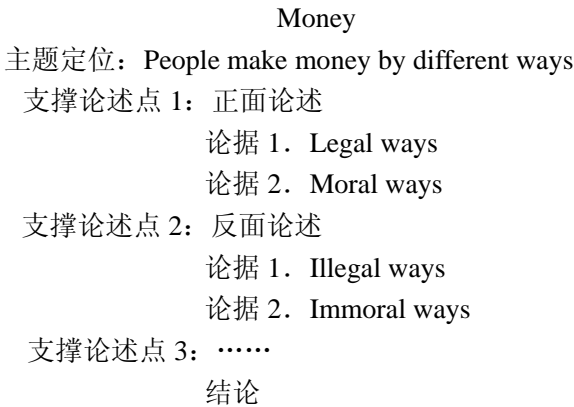 Money
主题定位：People make money by different ways
支撑论述点 1：正面论述
论据 1．Legal ways
论据 2．Moral ways
支撑论述点 2：反面论述
论据 1．Illegal ways
论据 2．Immoral ways
支撑论述点 3：……
结论